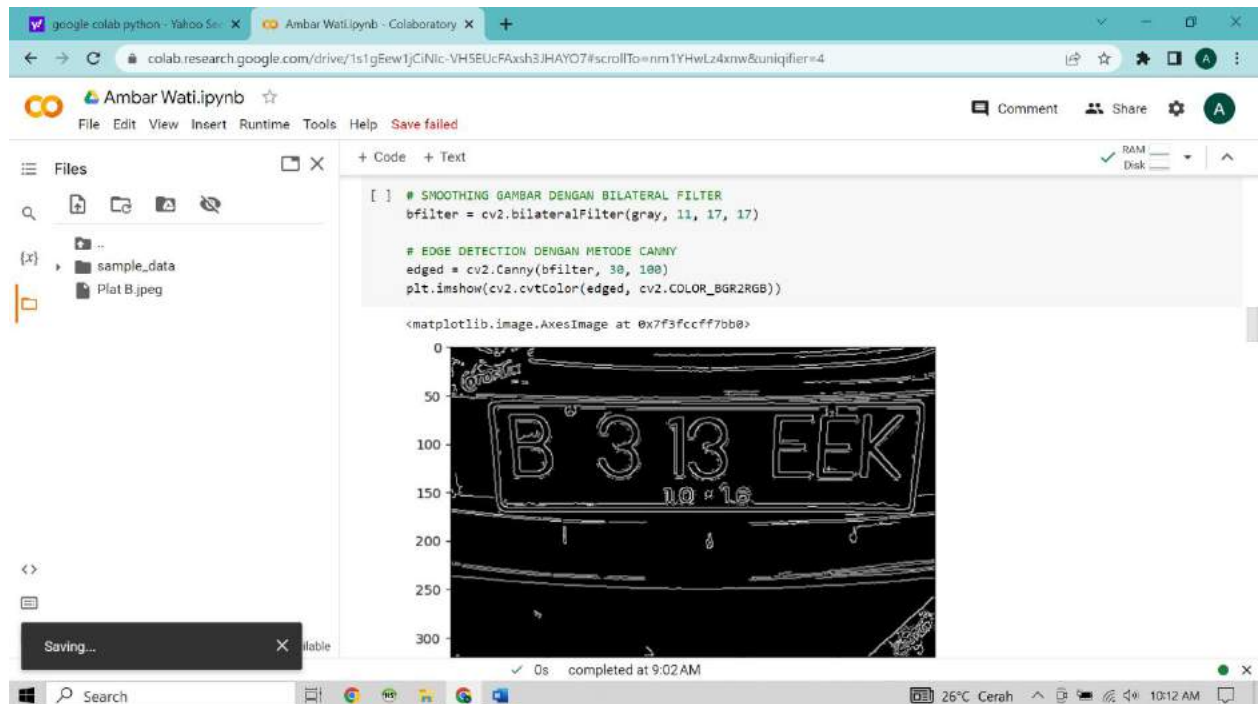 google colab python - Yahoo Sec
Ambar Wati.ipynb - Colaboratory
colab.research.google.com/drive/1s1gEew1jCiNIc-VH5EUcFAxsh3JHAYO7#scrollTo=nm1YHwLz4xnw&uniqifier=4
A
Ambar Wati.ipynb
File Edit View Insert Runtime Tools Help Save failed
Comment Share A
Files
+ Code + Text
RAM
Disk
{x}
..
sample_data
Plat B.jpeg
[ ] # SMOOTHING GAMBAR DENGAN BILATERAL FILTER
bfilter = cv2.bilateralFilter(gray, 11, 17, 17)
# EDGE DETECTION DENGAN METODE CANNY
edged = cv2.Canny(bfilter, 30, 100)
plt.imshow(cv2.cvtColor(edged, cv2.COLOR_BGR2RGB))
<matplotlib.image.AxesImage at 0x7f3fccff7bb0>
0
50
100
150
200
250
300
B 3 13 EEK
10 16
<>
Saving...
ilable
0s completed at 9:02 AM
Search
26°C Cerah
10:12 AM